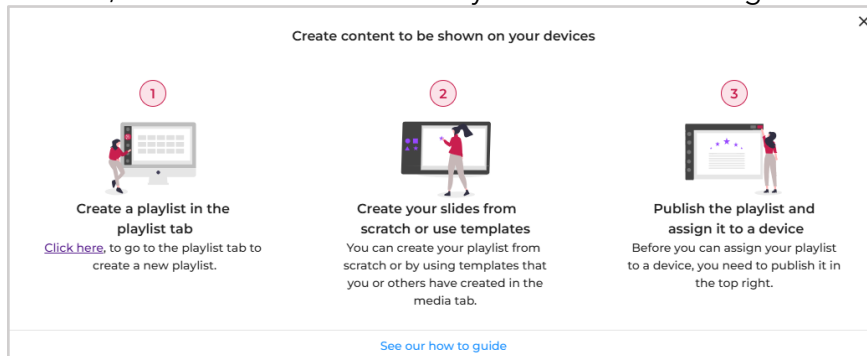 Create content to be shown on your devices
1
2
3
Create a playlist in the
playlist tab
Click here, to go to the playlist tab to
create a new playlist.
Create your slides from
scratch or use templates
You can create your playlist from
scratch or by using templates that
you or others have created in the
media tab.
Publish the playlist and
assign it to a device
Before you can assign your playlist
to a device, you need to publish it in
the top right.
See our how to guide